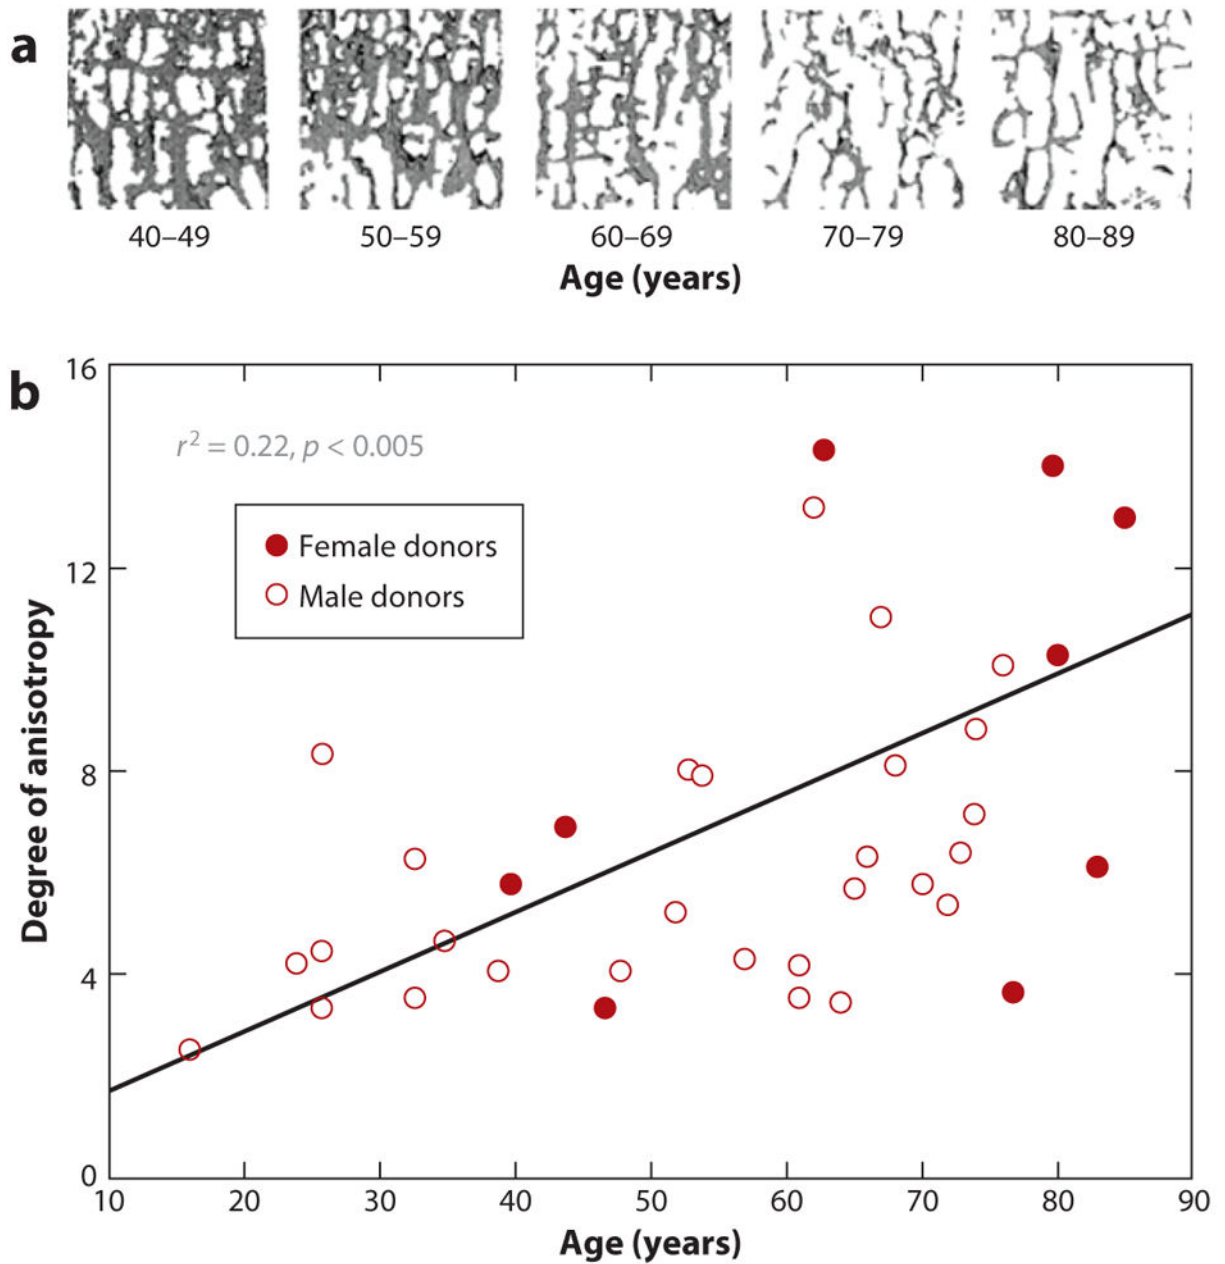 a
40–49 50–59 60–69 70–79 80–89
Age (years)
b
16
r² = 0.22, p < 0.005
Female donors
12
Male donors
Degree of anisotropy
8
4
0
10 20 30 40 50 60 70 80 90
Age (years)